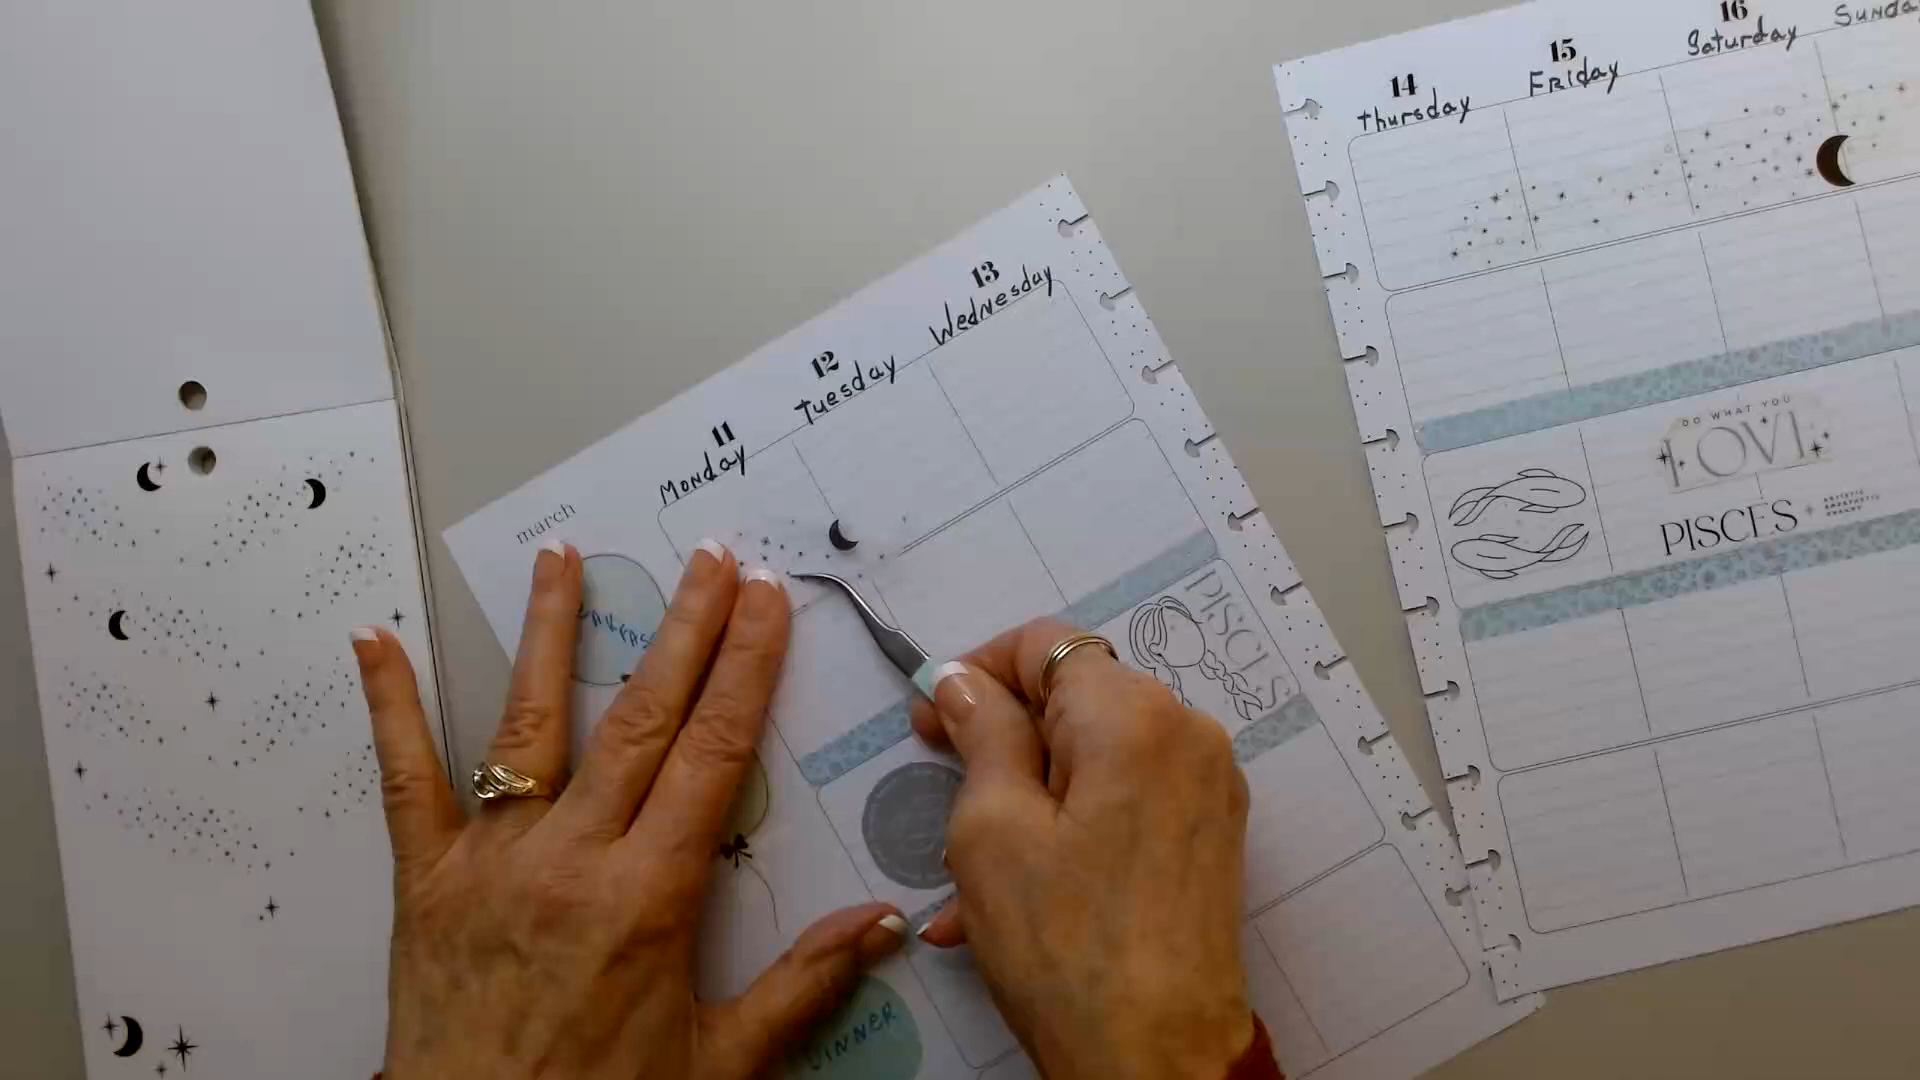 march
11
Monday
12
Tuesday
13
Wednesday
PISCES
DINNER
14
thursday
15
Friday
16
Saturday
DO WHAT YOU
PISCES